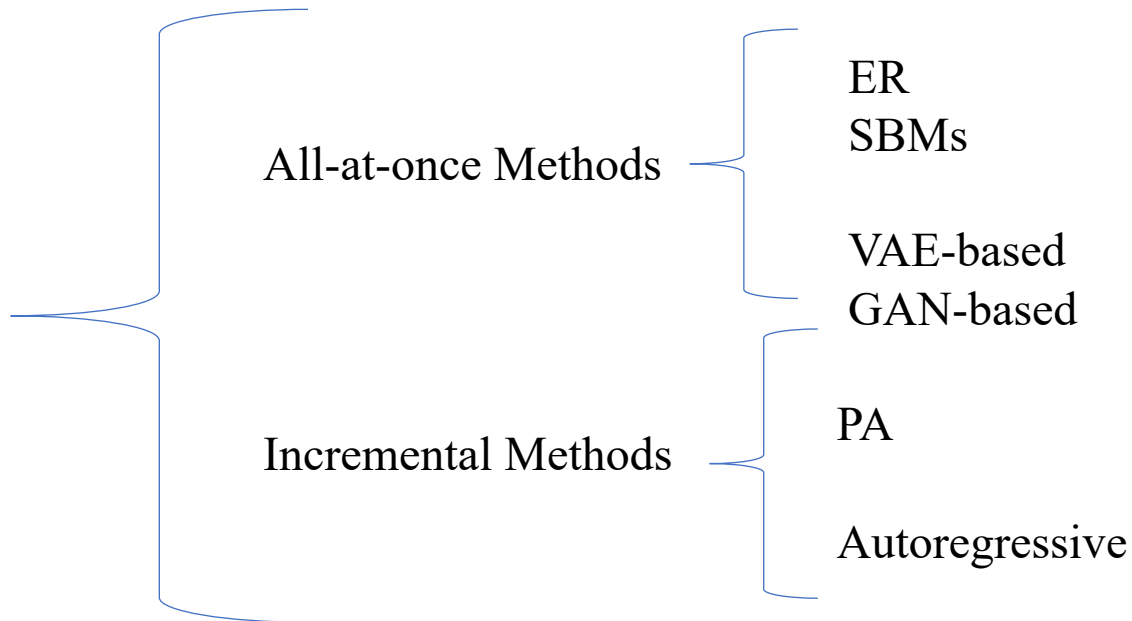 All-at-once Methods
ER
SBMs
VAE-based
GAN-based
Incremental Methods
PA
Autoregressive